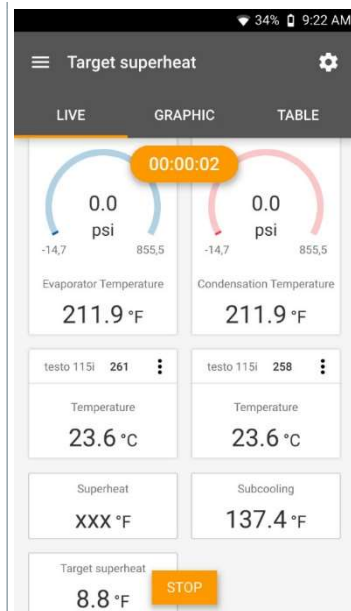 34% 9:22 AM
Target superheat
LIVE GRAPHIC TABLE
00:00:02
0.0 0.0
psi psi
-14,7 855,5 -14,7 855,5
Evaporator Temperature Condensation Temperature
211.9 °F 211.9 °F
testo 115i 261 testo 115i 258
Temperature Temperature
23.6 °C 23.6 °C
Superheat Subcooling
xxx °F 137.4 °F
Target superheat
8.8 °F STOP